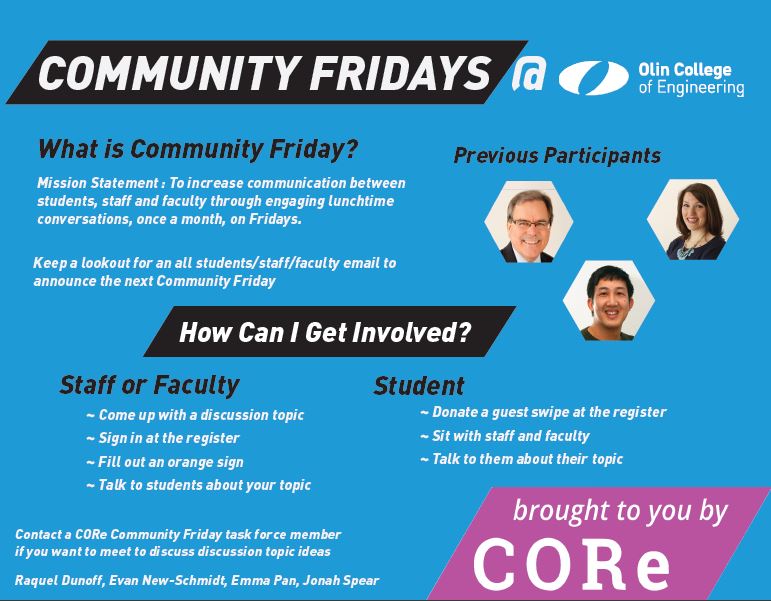 COMMUNITY FRIDAYS @
Olin College
of Engineering
What is Community Friday?
Mission Statement : To increase communication between
students, staff and faculty through engaging lunchtime
conversations, once a month, on Fridays.
Keep a lookout for an all students/staff/faculty email to
announce the next Community Friday
Previous Participants
How Can I Get Involved?
Staff or Faculty
~ Come up with a discussion topic
~ Sign in at the register
~ Fill out an orange sign
~ Talk to students about your topic
Student
~ Donate a guest swipe at the register
~ Sit with staff and faculty
~ Talk to them about their topic
Contact a CORe Community Friday task force member
if you want to meet to discuss discussion topic ideas
Raquel Dunoff, Evan New-Schmidt, Emma Pan, Jonah Spear
brought to you by
CORe